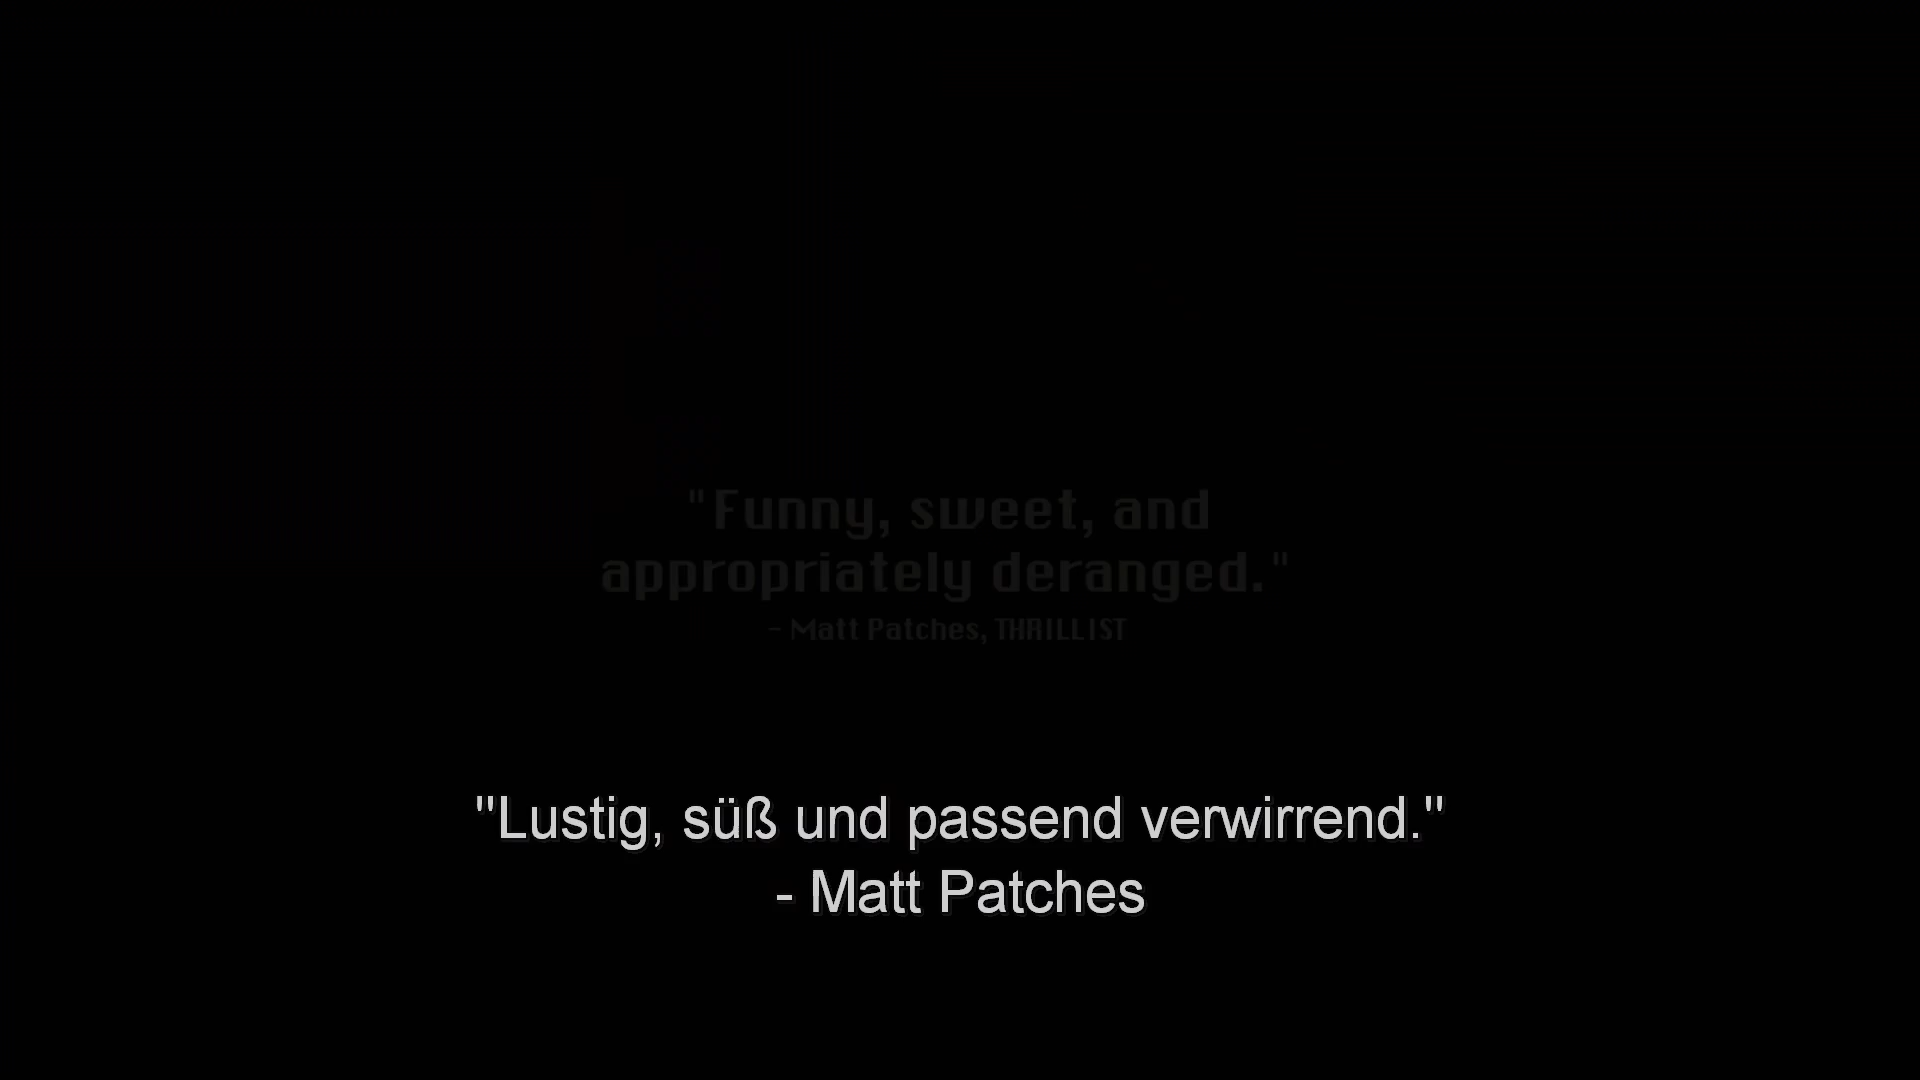 "Funny, sweet, and
appropriately deranged."
- Matt Patches, THRILLIST
"Lustig, süß und passend verwirrend."
- Matt Patches